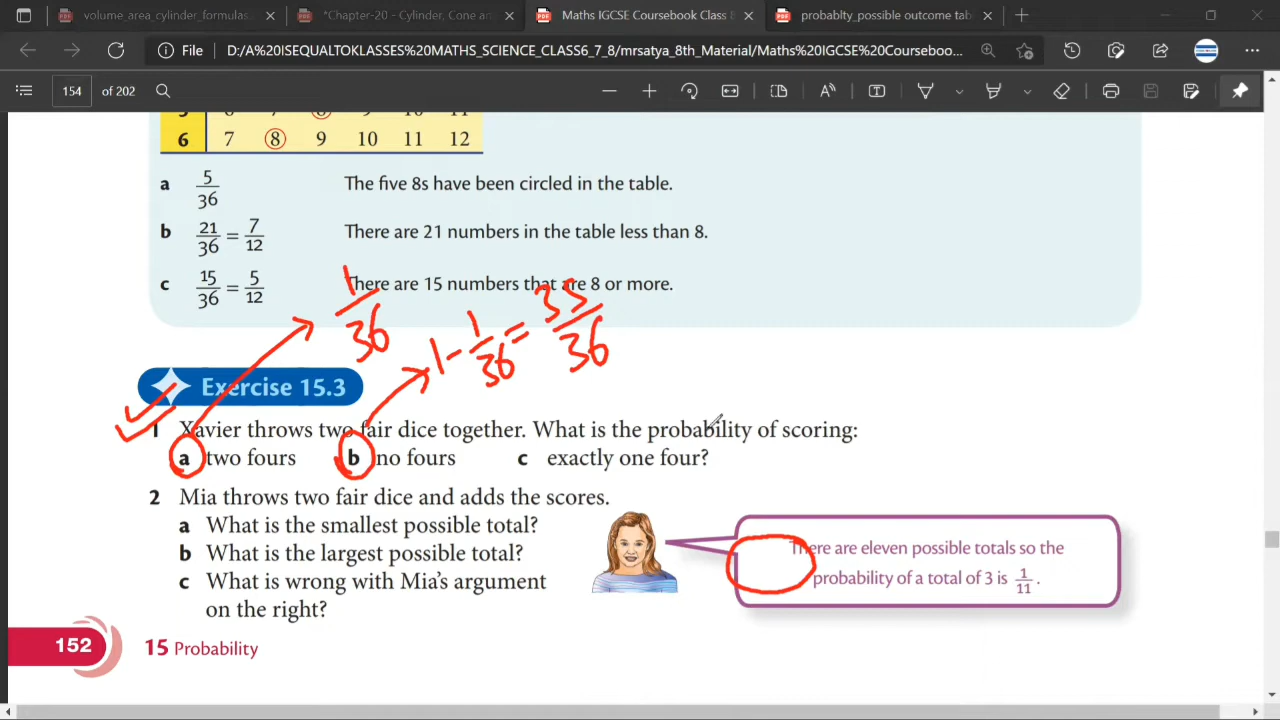 volume_area_cylinder_formulas.
*Chapter-20 - Cylinder, Cone an
Maths IGCSE Coursebook Class 8
probablty_possible outcome tab
File
D:/A%20ISEQUALTOKLASSES%20MATHS_SCIENCE_CLASS6_7_8/mrsatya_8th_Material/Maths%20IGCSE%20Courseboo...
154 of 202
6 7 8 9 10 11 12
a 5/36 The five 8s have been circled in the table.
b 21/36 = 7/12 There are 21 numbers in the table less than 8.
c 15/36 = 5/12 There are 15 numbers that are 8 or more.
1/36
1 - 1/36 = 35/36
Exercise 15.3
1 Xavier throws two fair dice together. What is the probability of scoring:
a two fours b no fours c exactly one four?
2 Mia throws two fair dice and adds the scores.
a What is the smallest possible total?
b What is the largest possible total?
c What is wrong with Mia's argument
on the right?
There are eleven possible totals so the
probability of a total of 3 is 1/11.
152 15 Probability